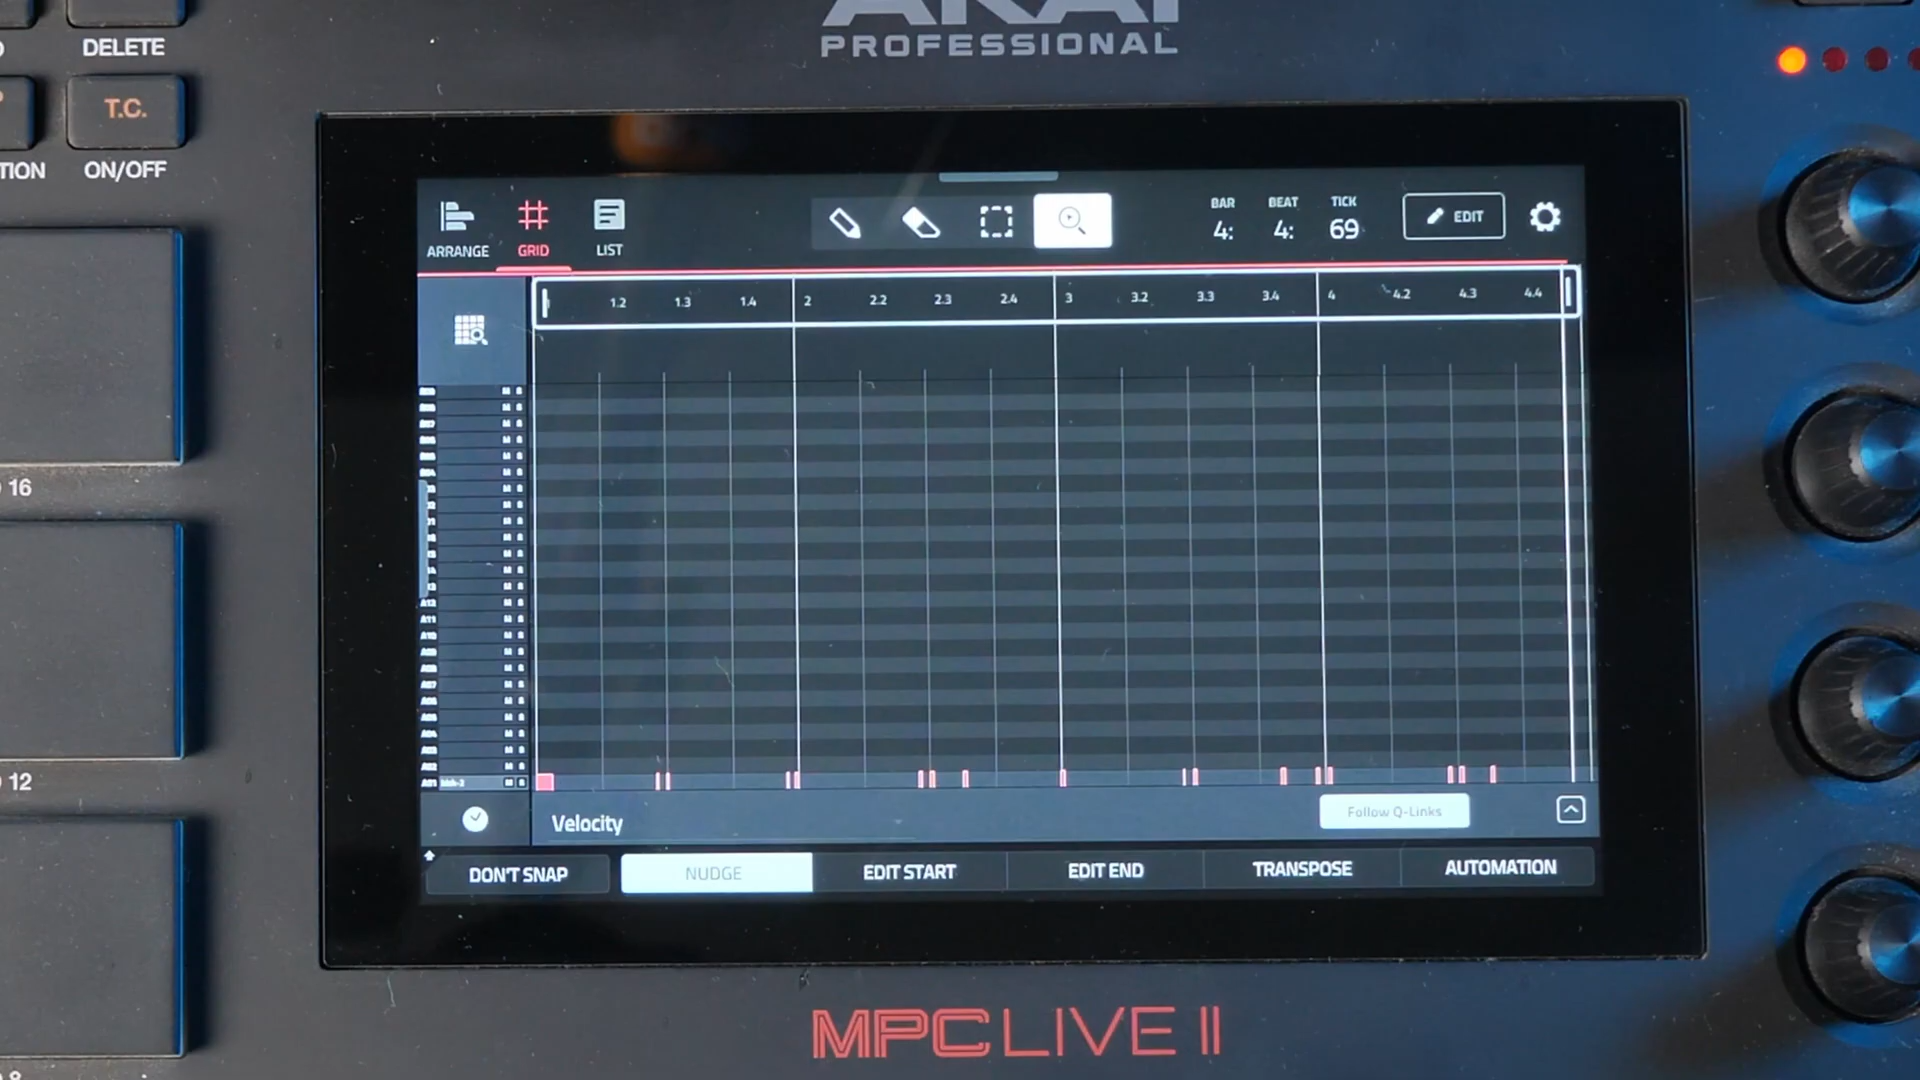 AKAI
PROFESSIONAL
DELETE
T.C.
ON/OFF
TION
16
12
ARRANGE
GRID
LIST
BAR
BEAT
TICK
4:
4:
69
EDIT
1.2
1.3
1.4
2
2.2
2.3
2.4
3
3.2
3.3
3.4
4
4.2
4.3
4.4
Velocity
Follow Q-Links
DON'T SNAP
NUDGE
EDIT START
EDIT END
TRANSPOSE
AUTOMATION
MPC LIVE II